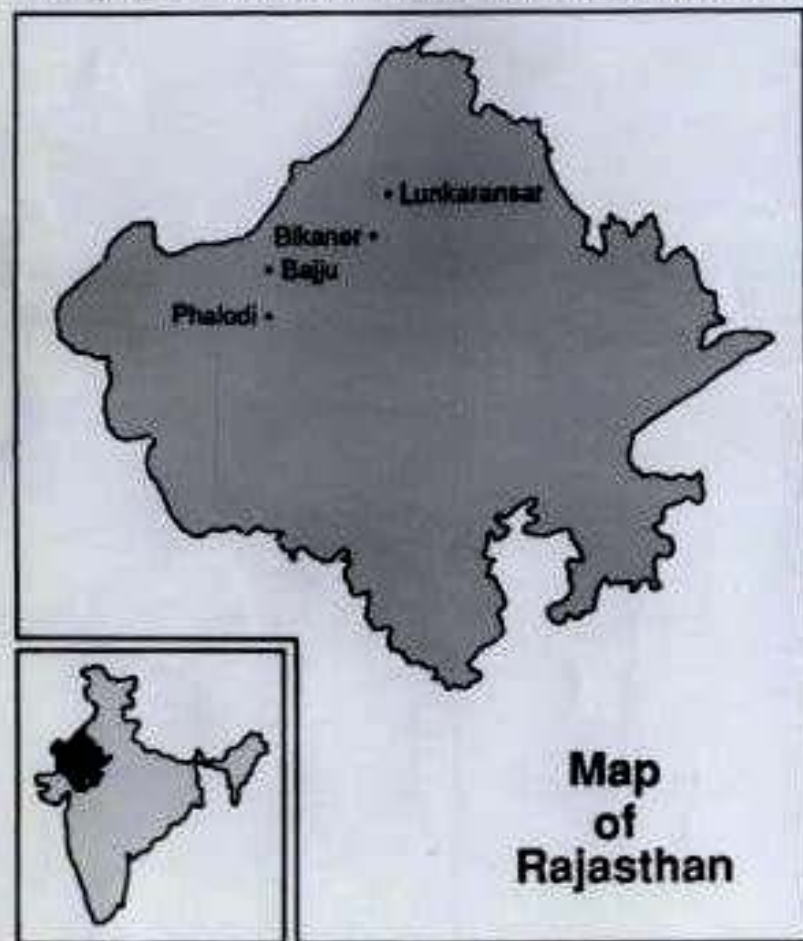 Lunkaransar
Bikaner
Bajju
Phalodi
Map
of
Rajasthan